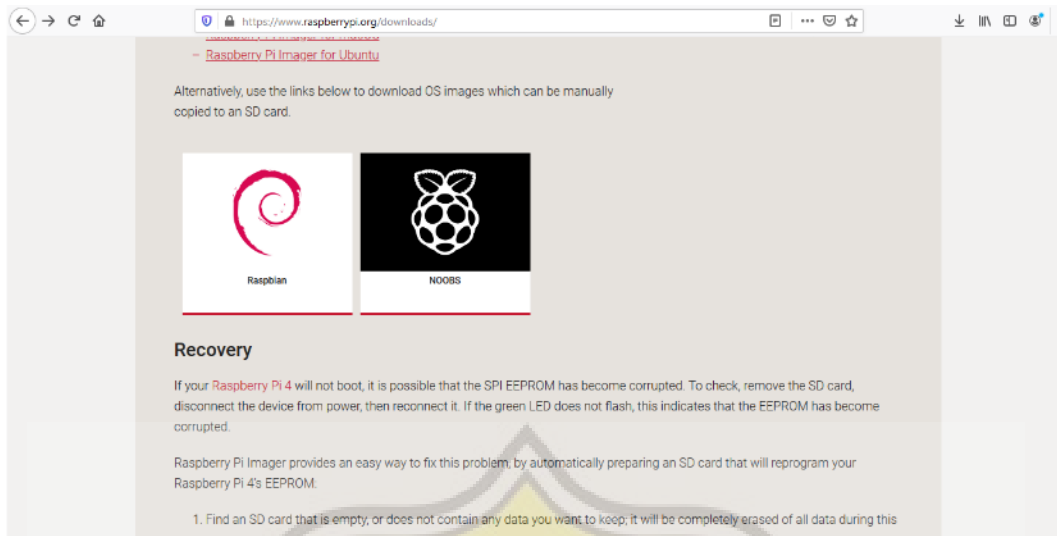 https://www.raspberrypi.org/downloads/
– Raspberry Pi Imager for Ubuntu
Alternatively, use the links below to download OS images which can be manually
copied to an SD card.
Raspbian
NOOBS
Recovery
If your Raspberry Pi 4 will not boot, it is possible that the SPI EEPROM has become corrupted. To check, remove the SD card,
disconnect the device from power, then reconnect it. If the green LED does not flash, this indicates that the EEPROM has become
corrupted.
Raspberry Pi Imager provides an easy way to fix this problem, by automatically preparing an SD card that will reprogram your
Raspberry Pi 4's EEPROM:
1. Find an SD card that is empty, or does not contain any data you want to keep; it will be completely erased of all data during this